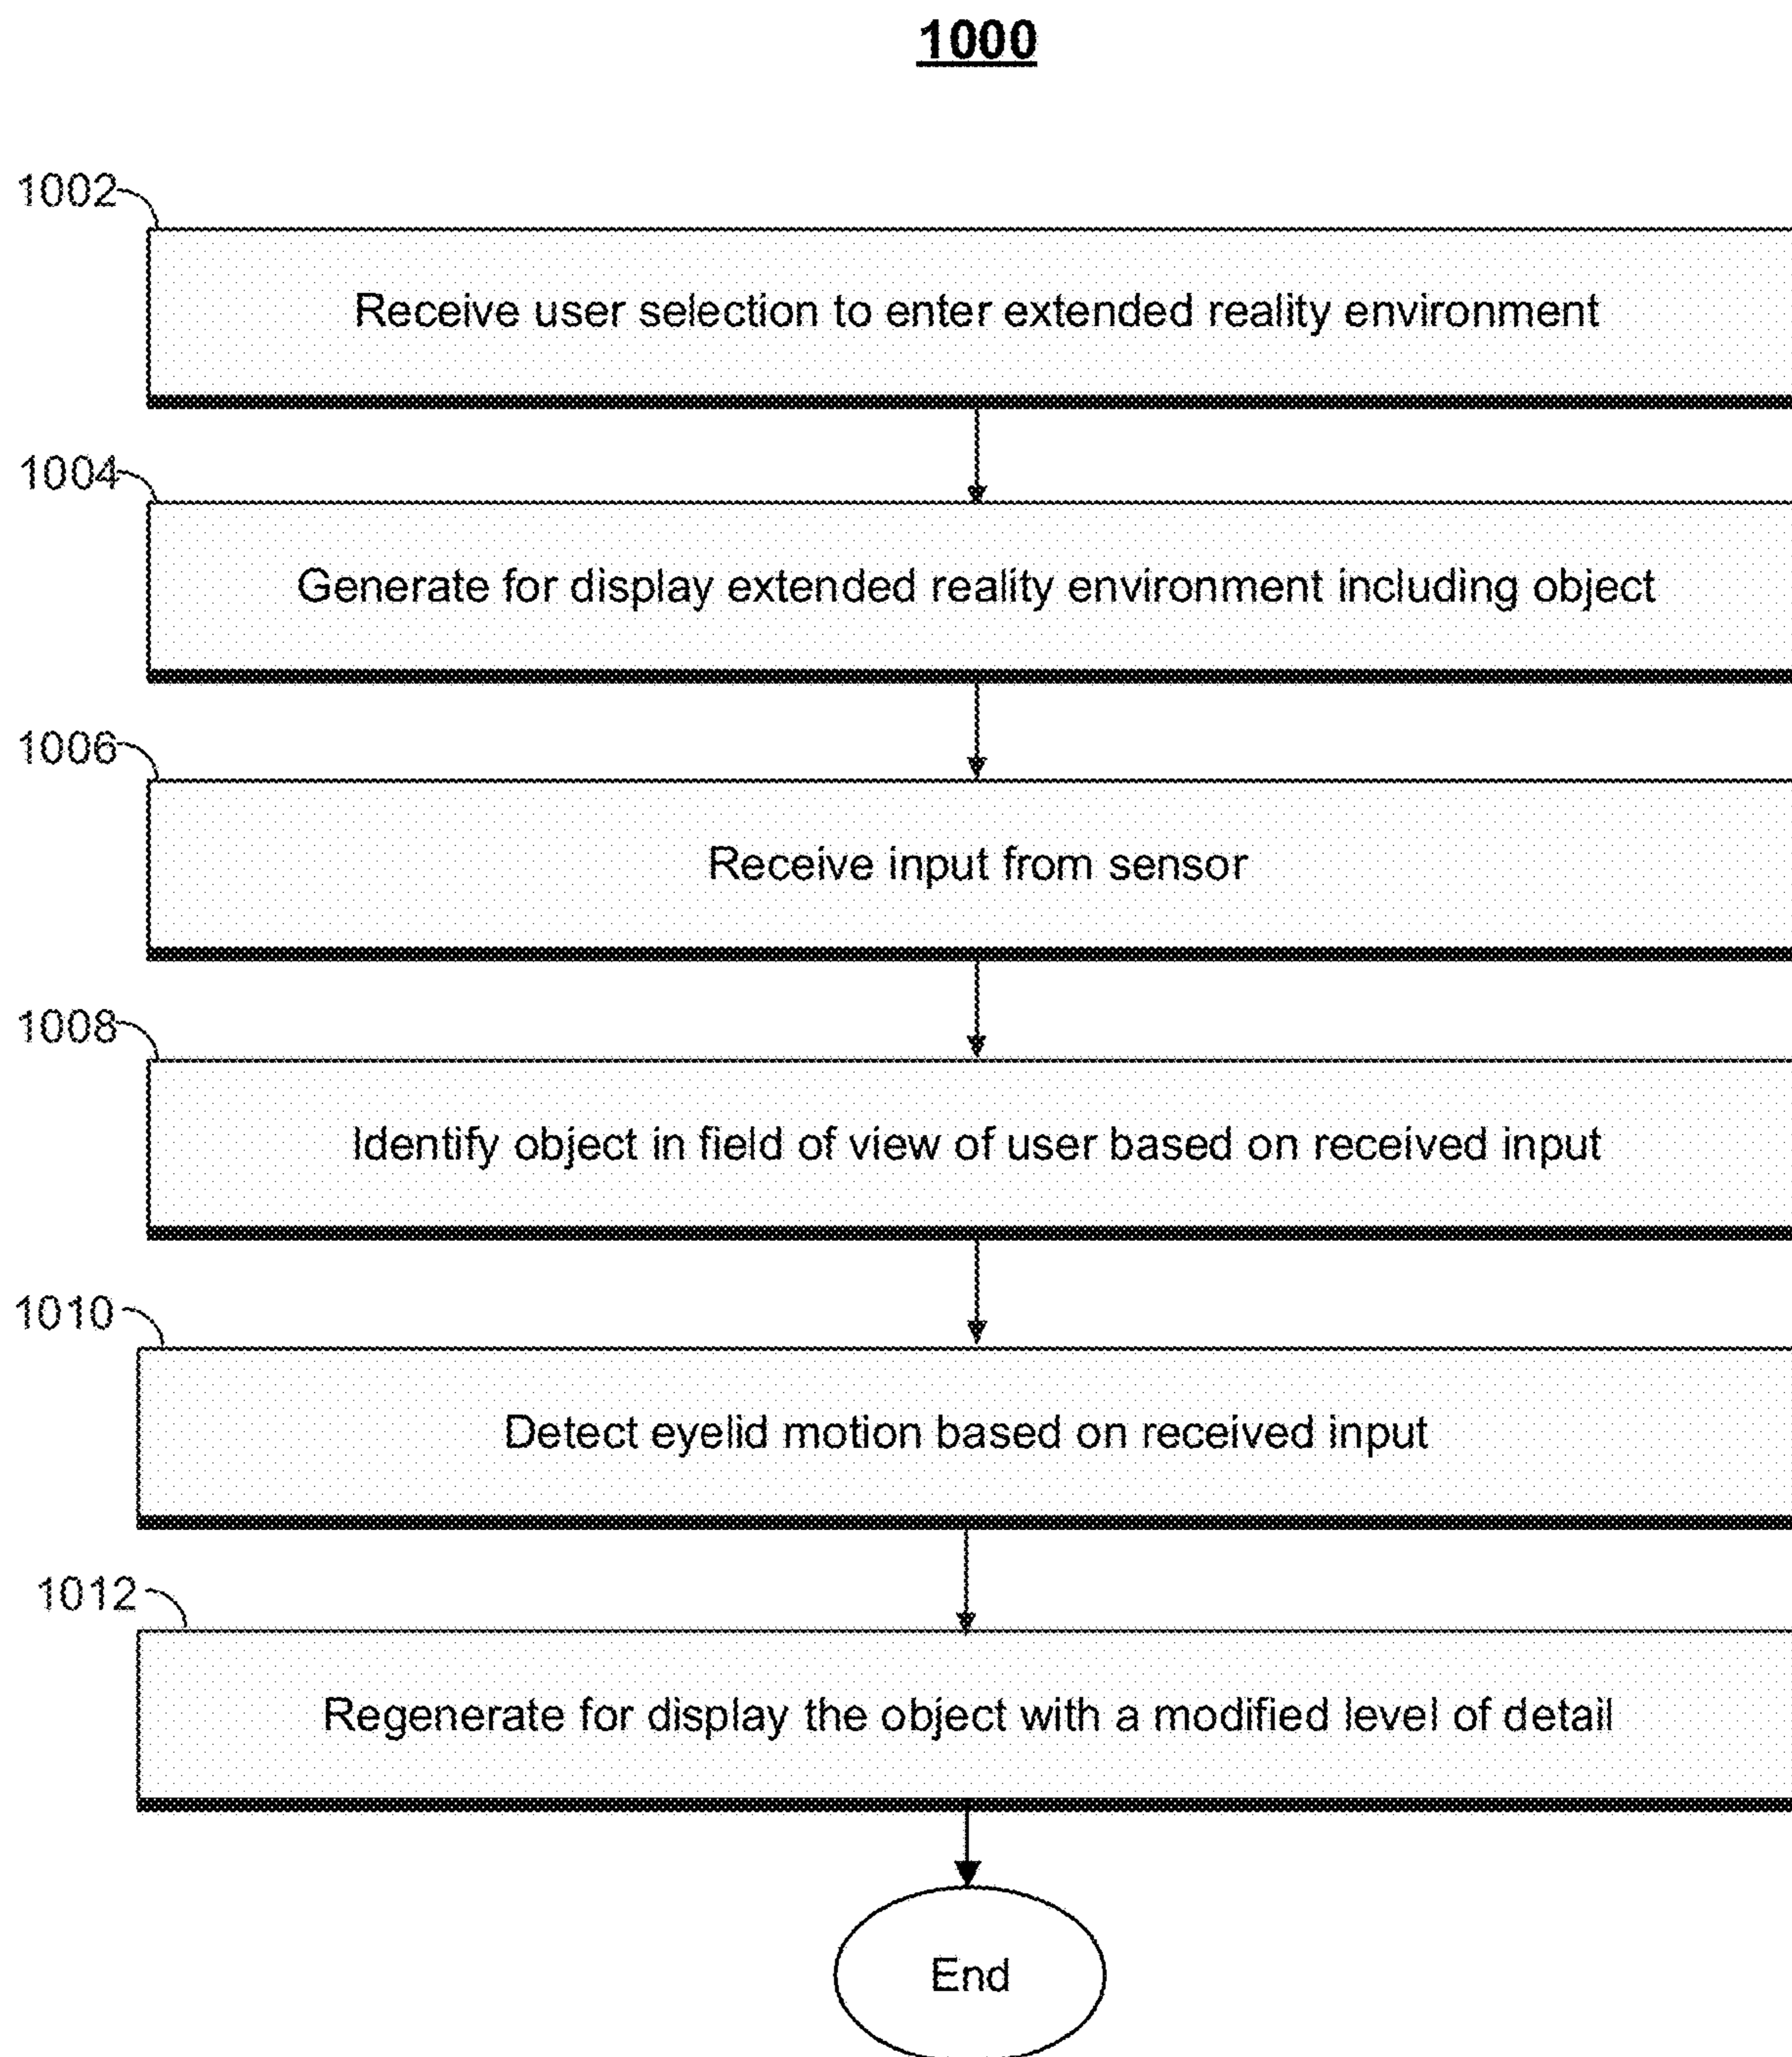 1000
1002
Receive user selection to enter extended reality environment
1004
Generate for display extended reality environment including object
1006
Receive input from sensor
1008
Identify object in field of view of user based on received input
1010
Detect eyelid motion based on received input
1012
Regenerate for display the object with a modified level of detail
End